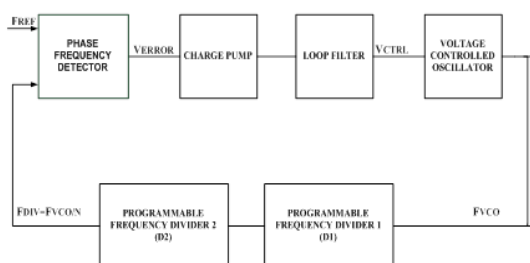 FREF
PHASE
FREQUENCY
DETECTOR
VERROR
CHARGE PUMP
LOOP FILTER
VCTRL
VOLTAGE
CONTROLLED
OSCILLATOR
FDIV=FVCO/N
PROGRAMMABLE
FREQUENCY DIVIDER 2
(D2)
PROGRAMMABLE
FREQUENCY DIVIDER 1
(D1)
FVCO